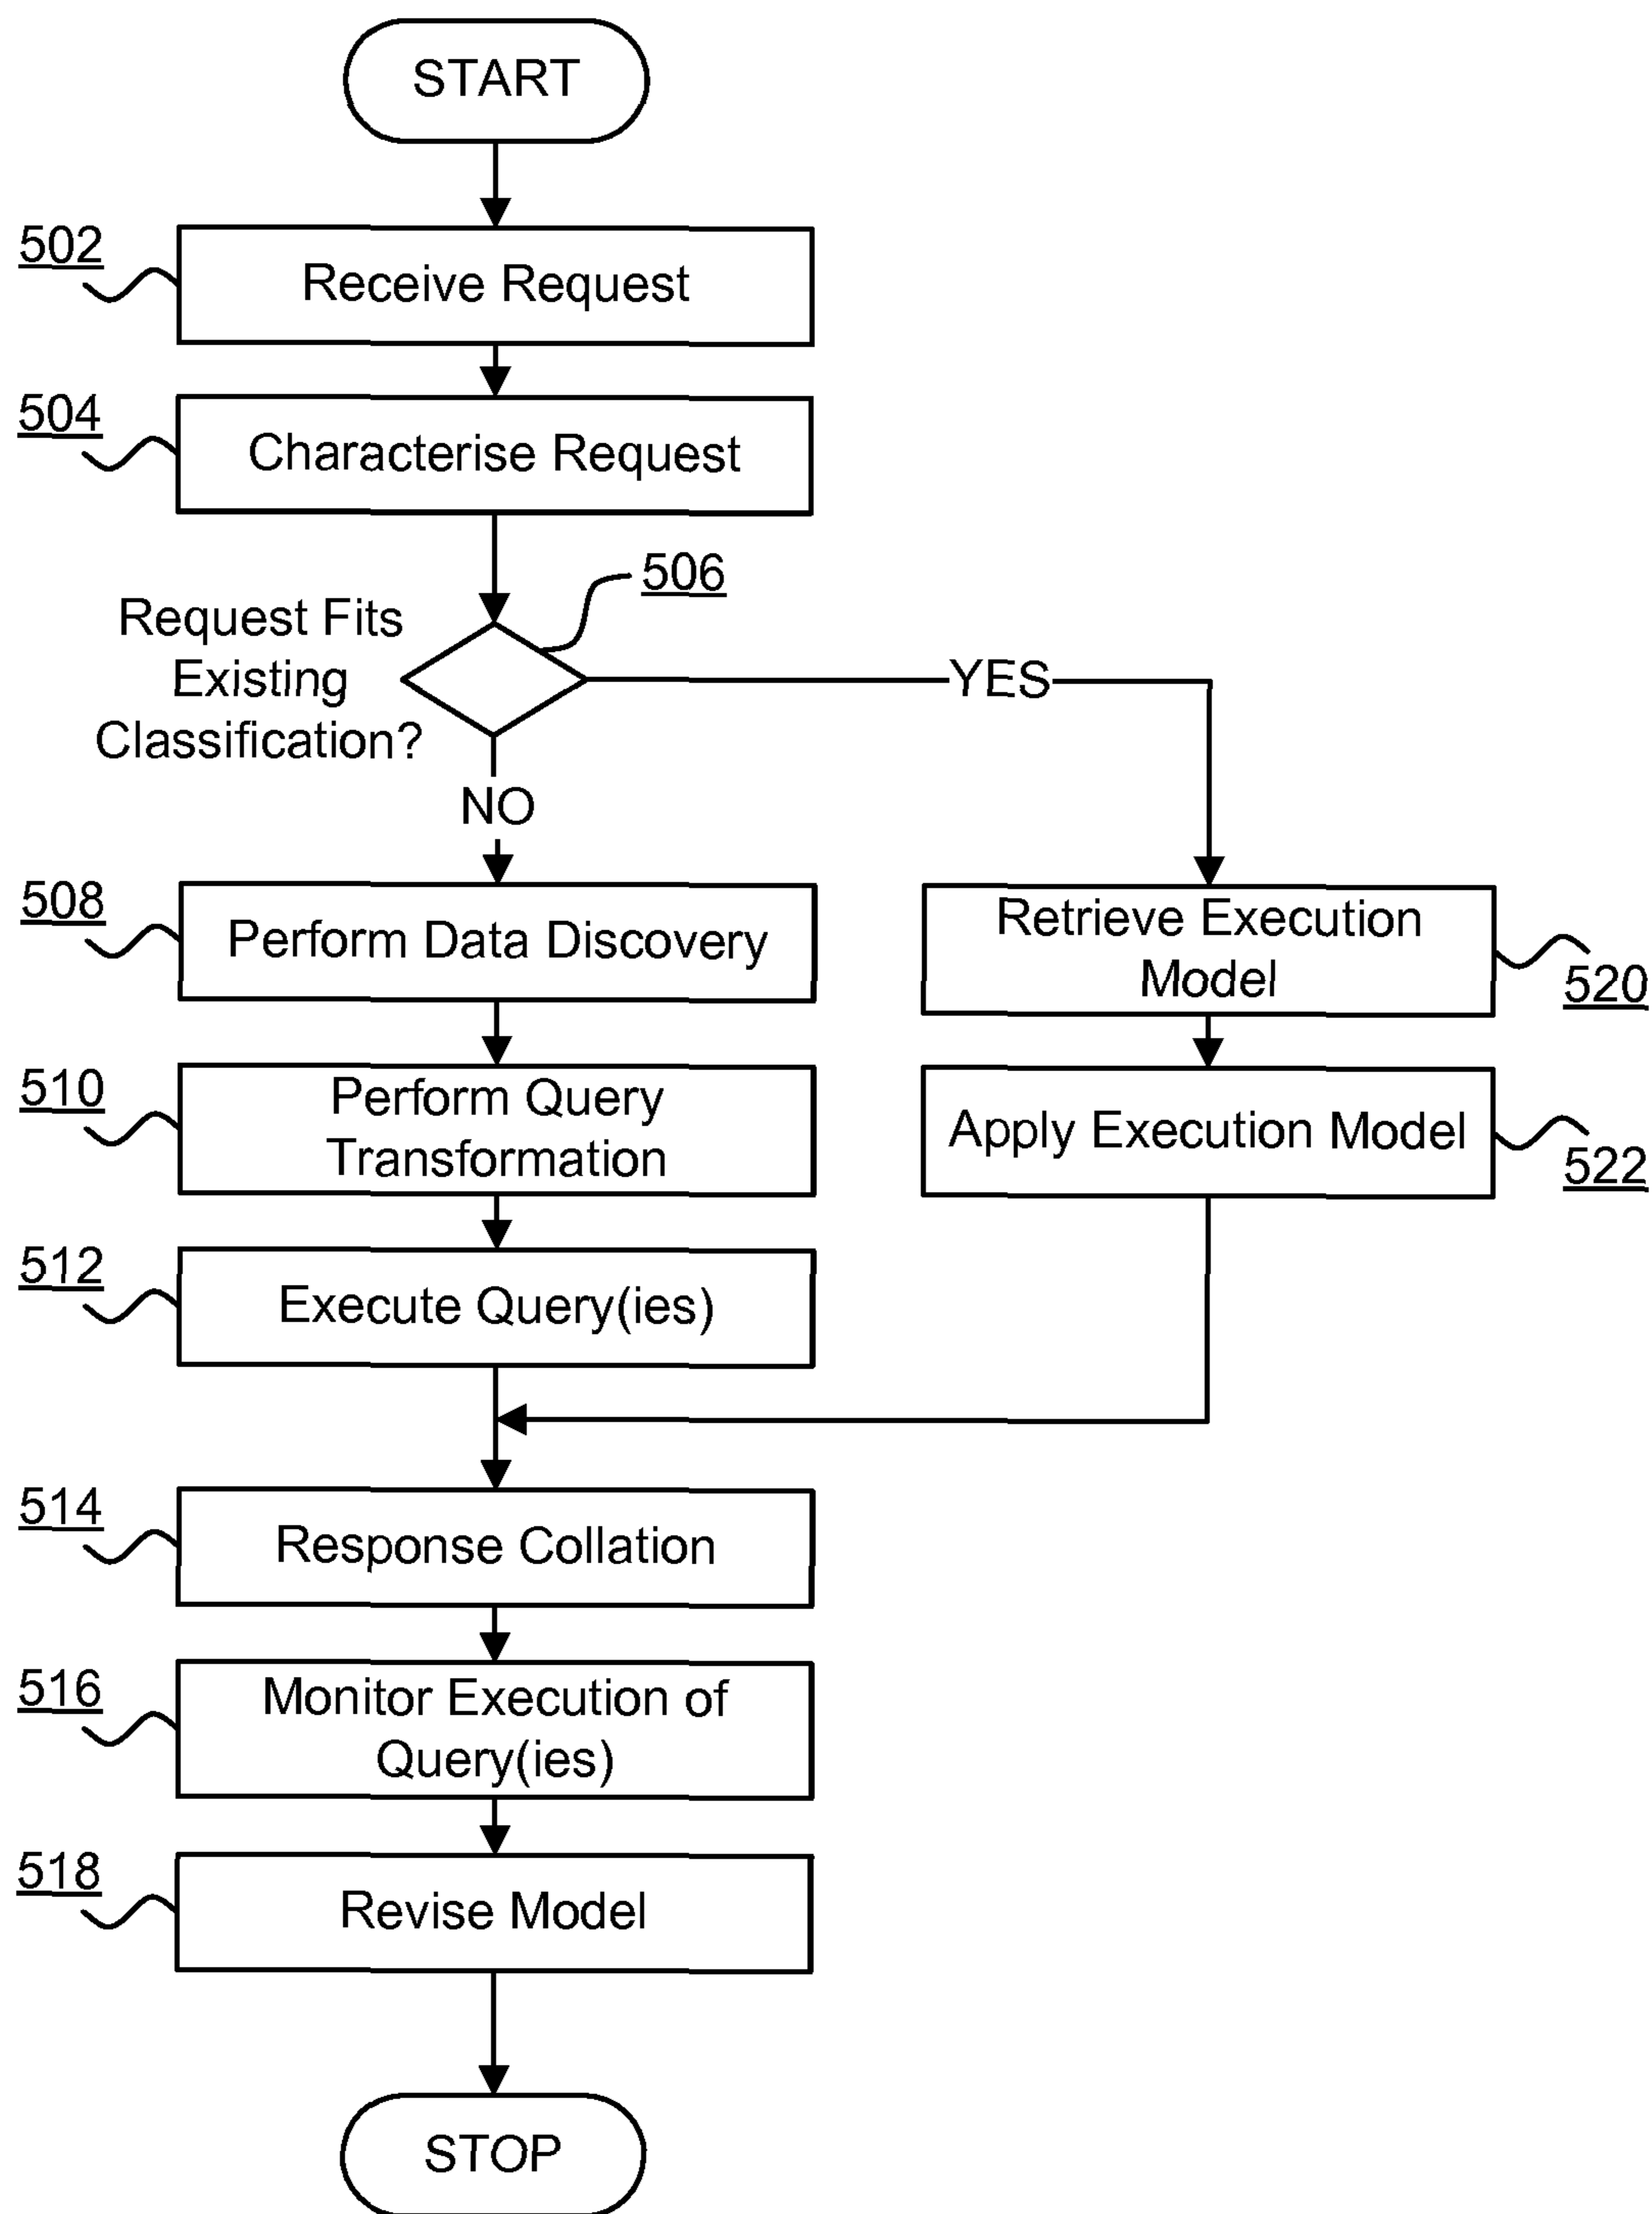 START
502
Receive Request
504
Characterise Request
506
Request Fits
Existing
Classification?
YES
NO
508
Perform Data Discovery
Retrieve Execution
Model
520
510
Perform Query
Transformation
Apply Execution Model
522
512
Execute Query(ies)
514
Response Collation
516
Monitor Execution of
Query(ies)
518
Revise Model
STOP